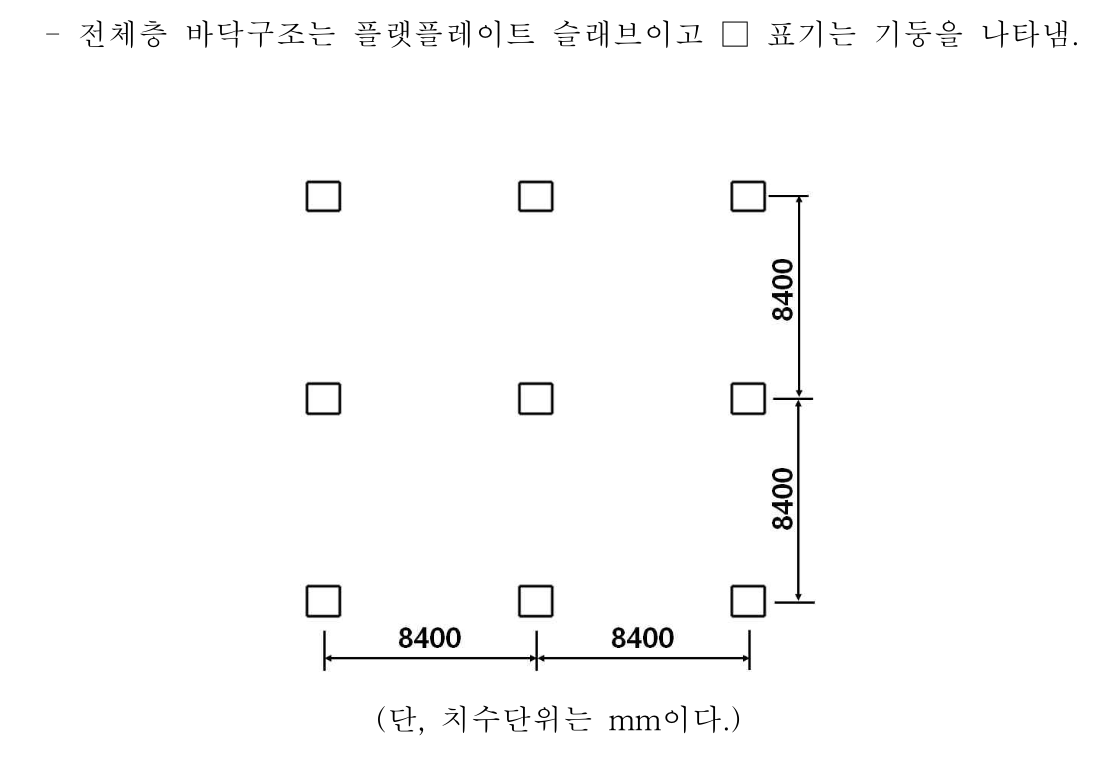 - 전체층 바닥구조는 플랫플레이트 슬래브이고 □ 표기는 기둥을 나타냄.
8400
8400
8400 8400
(단, 치수단위는 mm이다.)